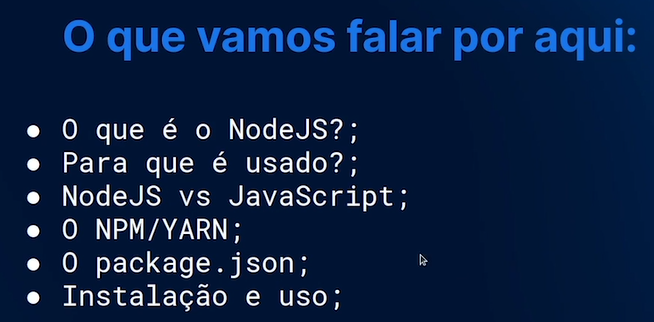 O que vamos falar por aqui:
● O que é o NodeJS?;
● Para que é usado?;
● NodeJS vs JavaScript;
● O NPM/YARN;
● O package.json;
● Instalação e uso;